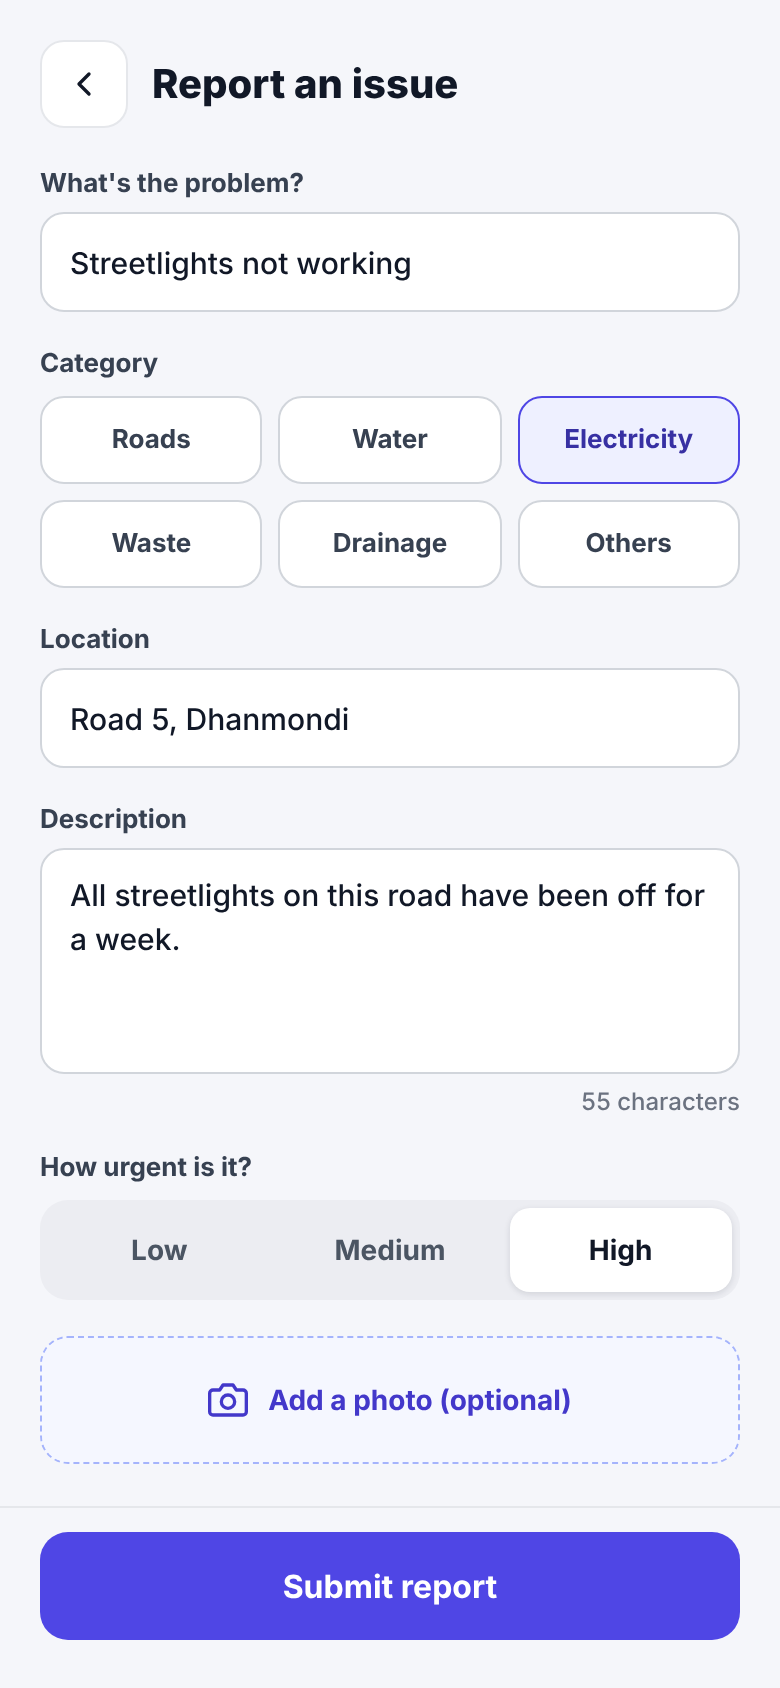 Report an issue
What's the problem?
Streetlights not working
Category
Roads
Water
Electricity
Waste
Drainage
Others
Location
Road 5, Dhanmondi
Description
All streetlights on this road have been off for
a week.
55 characters
How urgent is it?
Low
Medium
High
Add a photo (optional)
Submit report